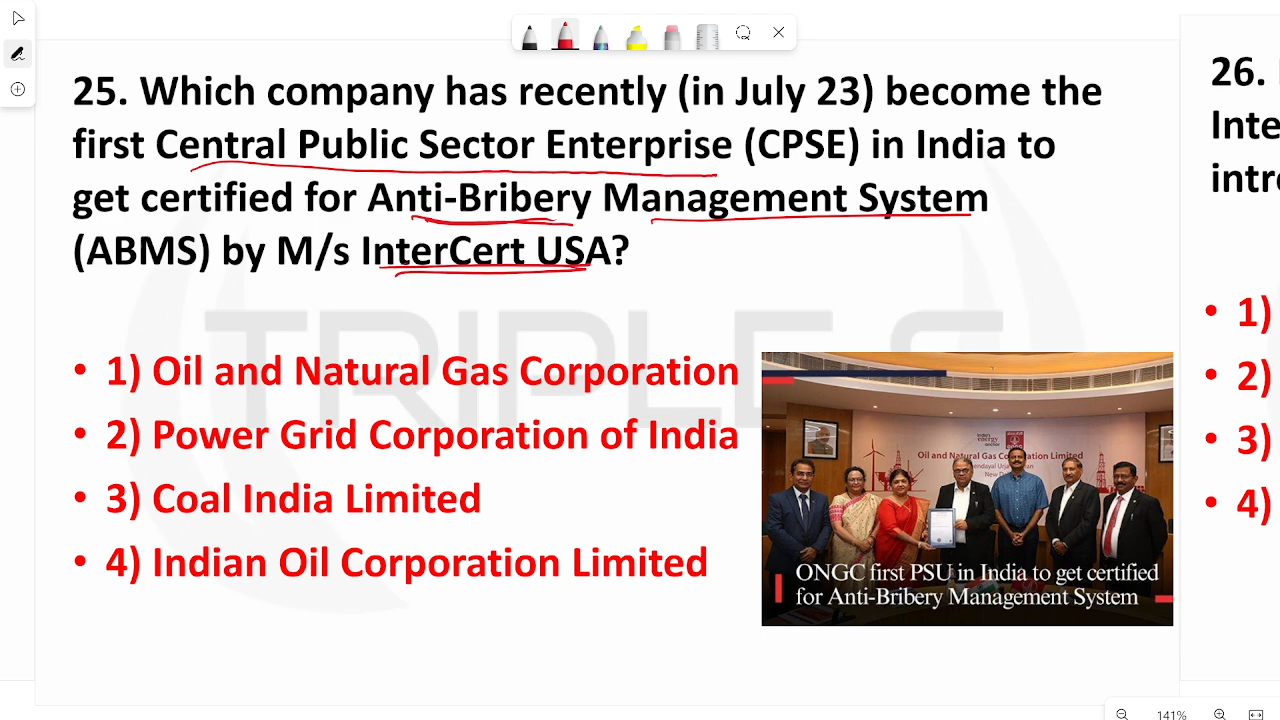 25. Which company has recently (in July 23) become the
first Central Public Sector Enterprise (CPSE) in India to
get certified for Anti-Bribery Management System
(ABMS) by M/s InterCert USA?
TRIPLE S
• 1) Oil and Natural Gas Corporation
• 2) Power Grid Corporation of India
• 3) Coal India Limited
• 4) Indian Oil Corporation Limited
Oil and Natural Gas Corporation Limited
ONGC first PSU in India to get certified
for Anti-Bribery Management System
26.
Inte
intr
• 1)
• 2)
• 3)
• 4)
141%